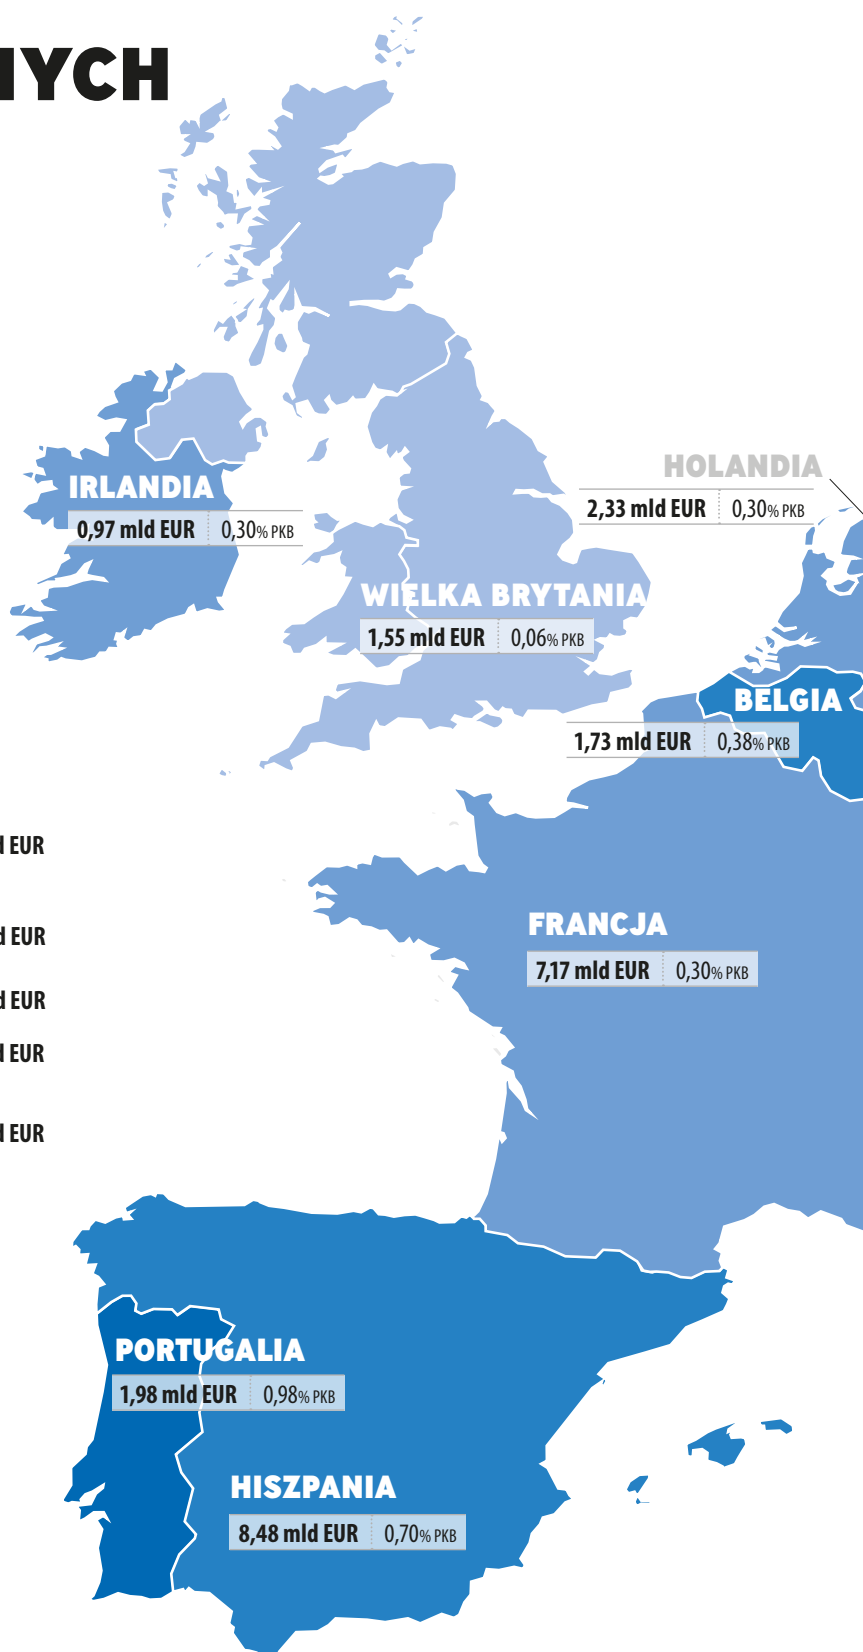 YCH
IRLANDIA
0,97 mld EUR 0,30% PKB
HOLANDIA
2,33 mld EUR 0,30% PKB
WIELKA BRYTANIA
1,55 mld EUR 0,06% PKB
BELGIA
1,73 mld EUR 0,38% PKB
EUR
EUR
EUR
EUR
EUR
FRANCJA
7,17 mld EUR 0,30% PKB
PORTUGALIA
1,98 mld EUR 0,98% PKB
HISZPANIA
8,48 mld EUR 0,70% PKB